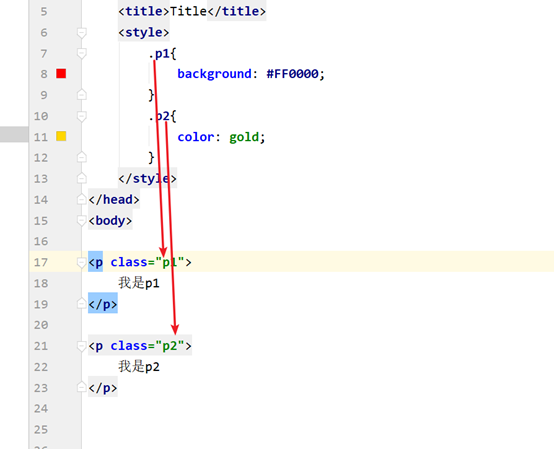 5 <title>Title</title>
6 <style>
7 .p1{
8 background: #FF0000;
9 }
10 .p2{
11 color: gold;
12 }
13 </style>
14 </head>
15 <body>
16
17 <p class="p1">
18 我是p1
19 </p>
20
21 <p class="p2">
22 我是p2
23 </p>
24
25